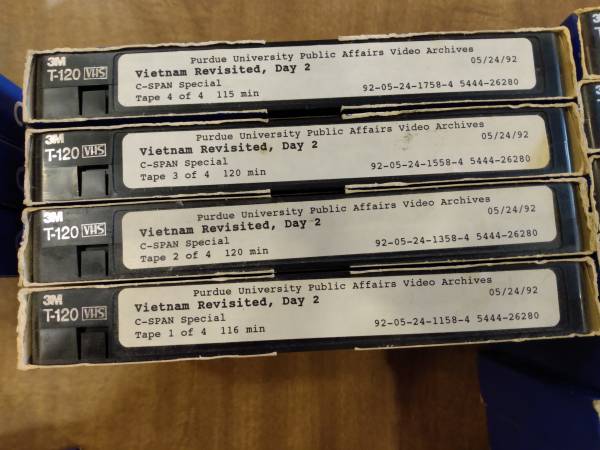 3M
T-120 VHS
Purdue University Public Affairs Video Archives
Vietnam Revisited, Day 2
05/24/92
C-SPAN Special
92-05-24-1758-4 5444-26280
Tape 4 of 4 115 min
3M
T-120 VHS
Purdue University Public Affairs Video Archives
Vietnam Revisited, Day 2
05/24/92
C-SPAN Special
92-05-24-1558-4 5444-26280
Tape 3 of 4 120 min
3M
T-120 VHS
Purdue University Public Affairs Video Archives
Vietnam Revisited, Day 2
05/24/92
C-SPAN Special
92-05-24-1358-4 5444-26280
Tape 2 of 4 120 min
3M
T-120 VHS
Purdue University Public Affairs Video Archives
Vietnam Revisited, Day 2
05/24/92
C-SPAN Special
92-05-24-1158-4 5444-26280
Tape 1 of 4 116 min